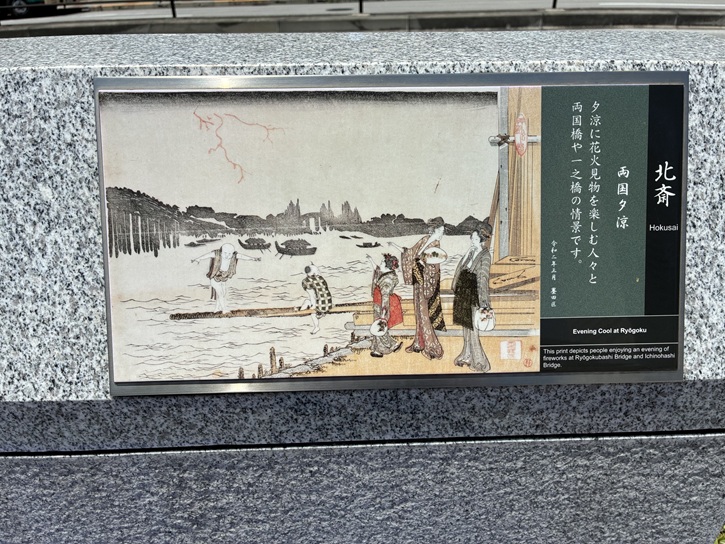 北斎
Hokusai
両国夕涼
夕涼に花火見物を楽しむ人々と
両国橋や一之橋の情景です。
令和二年三月 墨田区
Evening Cool at Ryōgoku
This print depicts people enjoying an evening of
fireworks at Ryōgokubashi Bridge and Ichinohashi
Bridge.